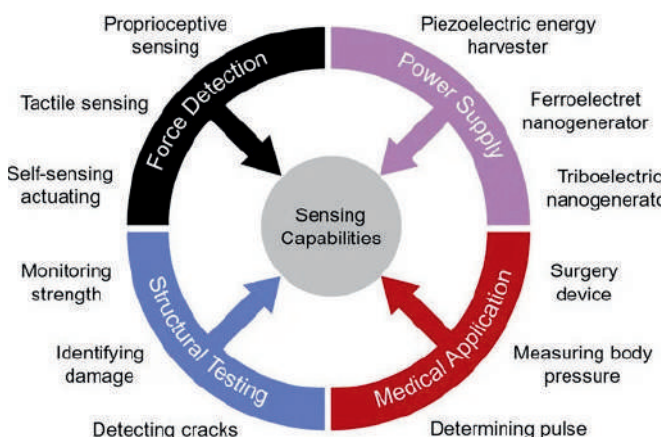 Proprioceptive
sensing
Tactile sensing
Self-sensing
actuating
Force Detection
Piezoelectric energy
harvester
Ferroelectret
nanogenerator
Triboelectric
nanogenerato
Power Supply
Sensing
Capabilities
Monitoring
strength
Identifying
damage
Detecting cracks
Structural Testing
Surgery
device
Measuring body
pressure
Determining pulse
Medical Application